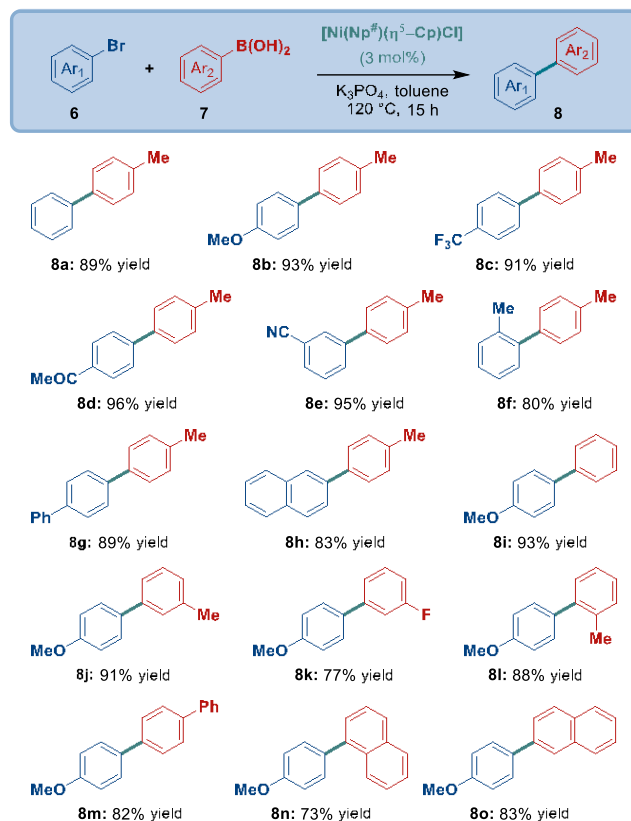 Br
Ar1
6
+
B(OH)2
Ar2
7
[Ni(Np#)(η5–Cp)Cl]
(3 mol%)
K3PO4, toluene
120 °C, 15 h
Ar2
Ar1
8
Me
8a: 89% yield
Me
MeO
8b: 93% yield
Me
F3C
8c: 91% yield
Me
MeOC
8d: 96% yield
Me
NC
8e: 95% yield
Me
Me
8f: 80% yield
Me
Ph
8g: 89% yield
Me
8h: 83% yield
MeO
8i: 93% yield
Me
MeO
8j: 91% yield
F
MeO
8k: 77% yield
MeO
Me
8l: 88% yield
Ph
MeO
8m: 82% yield
MeO
8n: 73% yield
MeO
8o: 83% yield